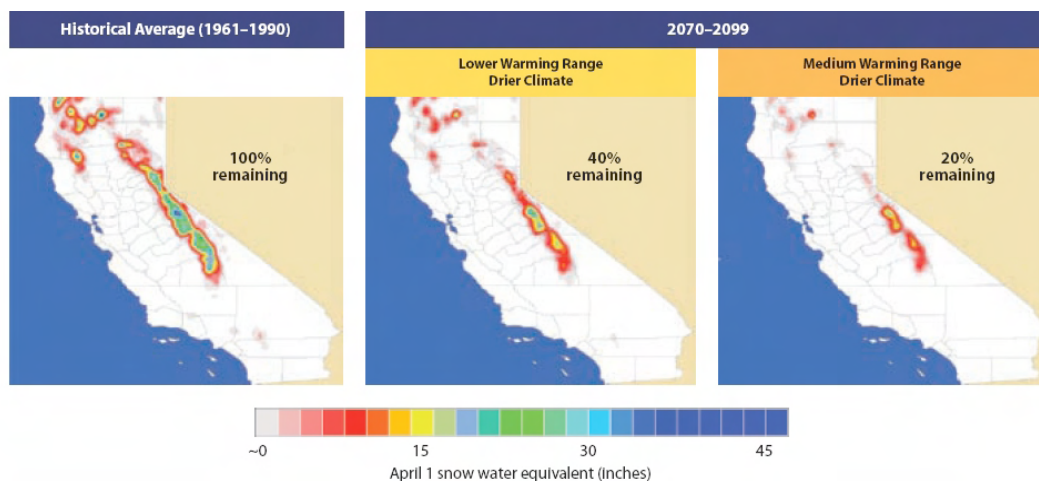 Historical Average (1961–1990)
2070–2099
Lower Warming Range
Drier Climate
Medium Warming Range
Drier Climate
100%
remaining
40%
remaining
20%
remaining
~0
15
30
45
April 1 snow water equivalent (inches)